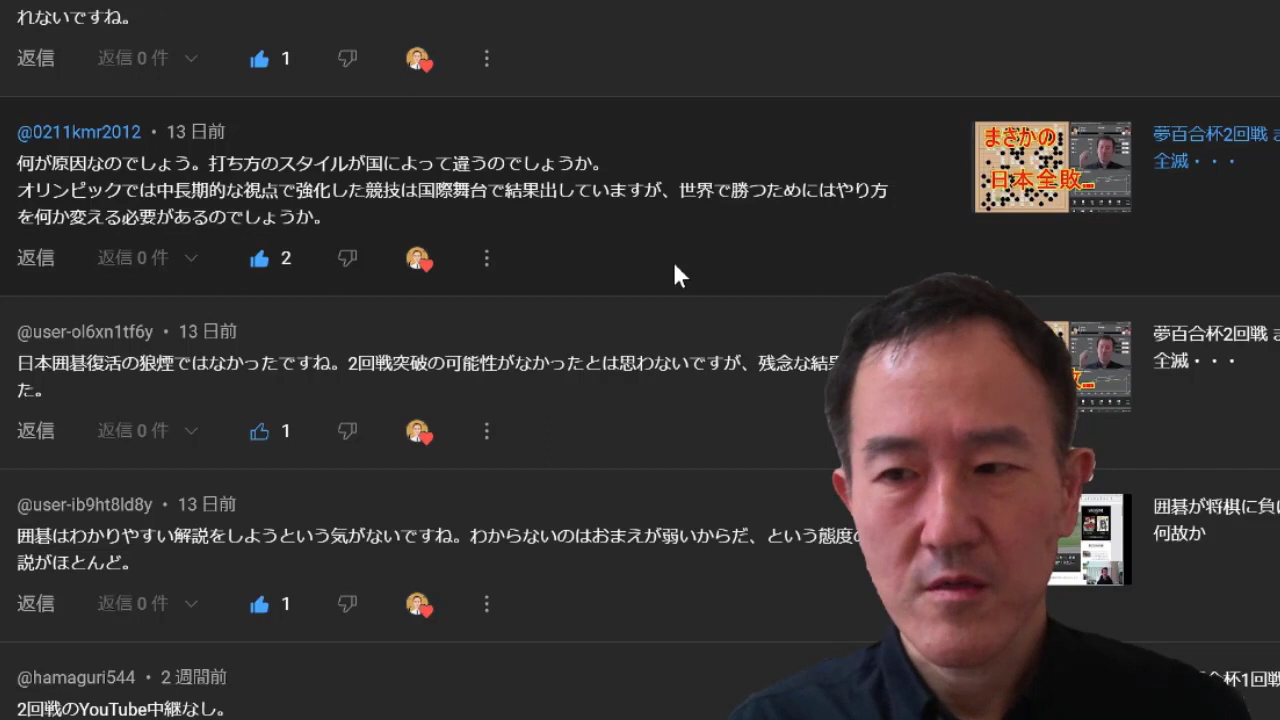 れないですね。
返信 返信 0 件 1
@0211kmr2012 • 13 日前
何が原因なのでしょう。打ち方のスタイルが国によって違うのでしょうか。
オリンピックでは中長期的な視点で強化した競技は国際舞台で結果出していますが、世界で勝つためにはやり方
を何か変える必要があるのでしょうか。
まさかの
日本全敗...
夢百合杯2回戦
全滅・・・
返信 返信 0 件 2
@user-ol6xn1tf6y • 13 日前
日本囲碁復活の狼煙ではなかったですね。2回戦突破の可能性がなかったとは思わないですが、残念な結
た。
夢百合杯2回戦
全滅・・・
返信 返信 0 件 1
@user-ib9ht8ld8y • 13 日前
囲碁はわかりやすい解説をしようという気がないですね。わからないのはおまえが弱いからだ、という態度
説がほとんど。
囲碁が将棋に負
何故か
返信 返信 0 件 1
@hamaguri544 • 2 週間前
2回戦のYouTube中継なし。
杯1回戦